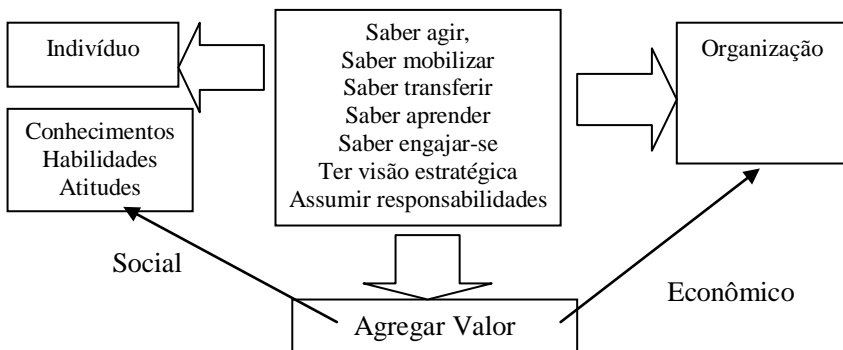 Indivíduo
Conhecimentos
Habilidades
Atitudes
Saber agir,
Saber mobilizar
Saber transferir
Saber aprender
Saber engajar-se
Ter visão estratégica
Assumir responsabilidades
Organização
Social
Econômico
Agregar Valor